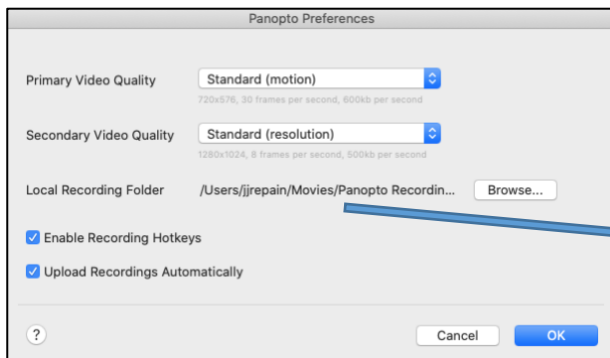 Panopto Preferences
Primary Video Quality Standard (motion)
720x576, 30 frames per second, 600kb per second
Secondary Video Quality Standard (resolution)
1280x1024, 8 frames per second, 500kb per second
Local Recording Folder /Users/jjrepain/Movies/Panopto Recordin... Browse...
Enable Recording Hotkeys
Upload Recordings Automatically
? Cancel OK